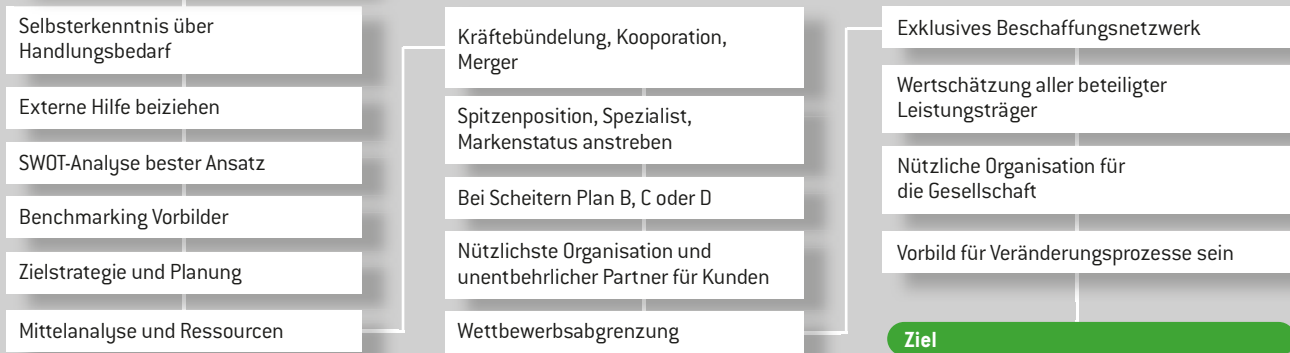 Selbsterkenntnis über
Handlungsbedarf
Externe Hilfe beiziehen
SWOT-Analyse bester Ansatz
Benchmarking Vorbilder
Zielstrategie und Planung
Mittelanalyse und Ressourcen
Kräftebündelung, Kooporation,
Merger
Spitzenposition, Spezialist,
Markenstatus anstreben
Bei Scheitern Plan B, C oder D
Nützlichste Organisation und
unentbehrlicher Partner für Kunden
Wettbewerbsabgrenzung
Exklusives Beschaffungsnetzwerk
Wertschätzung aller beteiligter
Leistungsträger
Nützliche Organisation für
die Gesellschaft
Vorbild für Veränderungsprozesse sein
Ziel